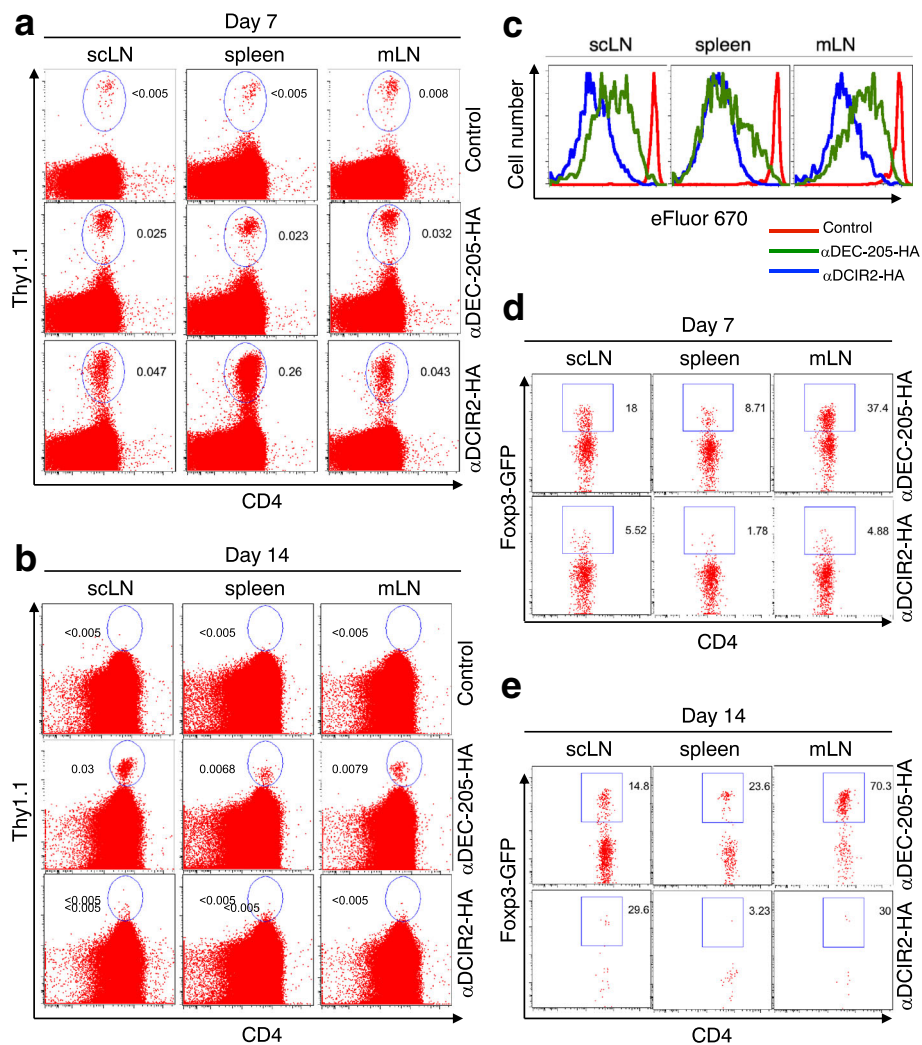 a
Day 7
scLN spleen mLN
<0.005 <0.005 0.008
Control
0.025 0.023 0.032
αDEC-205-HA
0.047 0.26 0.043
αDCIR2-HA
Thy1.1
CD4
b
Day 14
scLN spleen mLN
<0.005 <0.005 <0.005
Control
0.03 0.0068 0.0079
αDEC-205-HA
<0.005 <0.005 <0.005
<0.005 <0.005
αDCIR2-HA
Thy1.1
CD4
c
scLN spleen mLN
Cell number
eFluor 670
Control
αDEC-205-HA
αDCIR2-HA
d
Day 7
scLN spleen mLN
18 8.71 37.4
αDEC-205-HA
5.52 1.78 4.88
αDCIR2-HA
Foxp3-GFP
CD4
e
Day 14
scLN spleen mLN
14.8 23.6 70.3
αDEC-205-HA
29.6 3.23 30
αDCIR2-HA
Foxp3-GFP
CD4